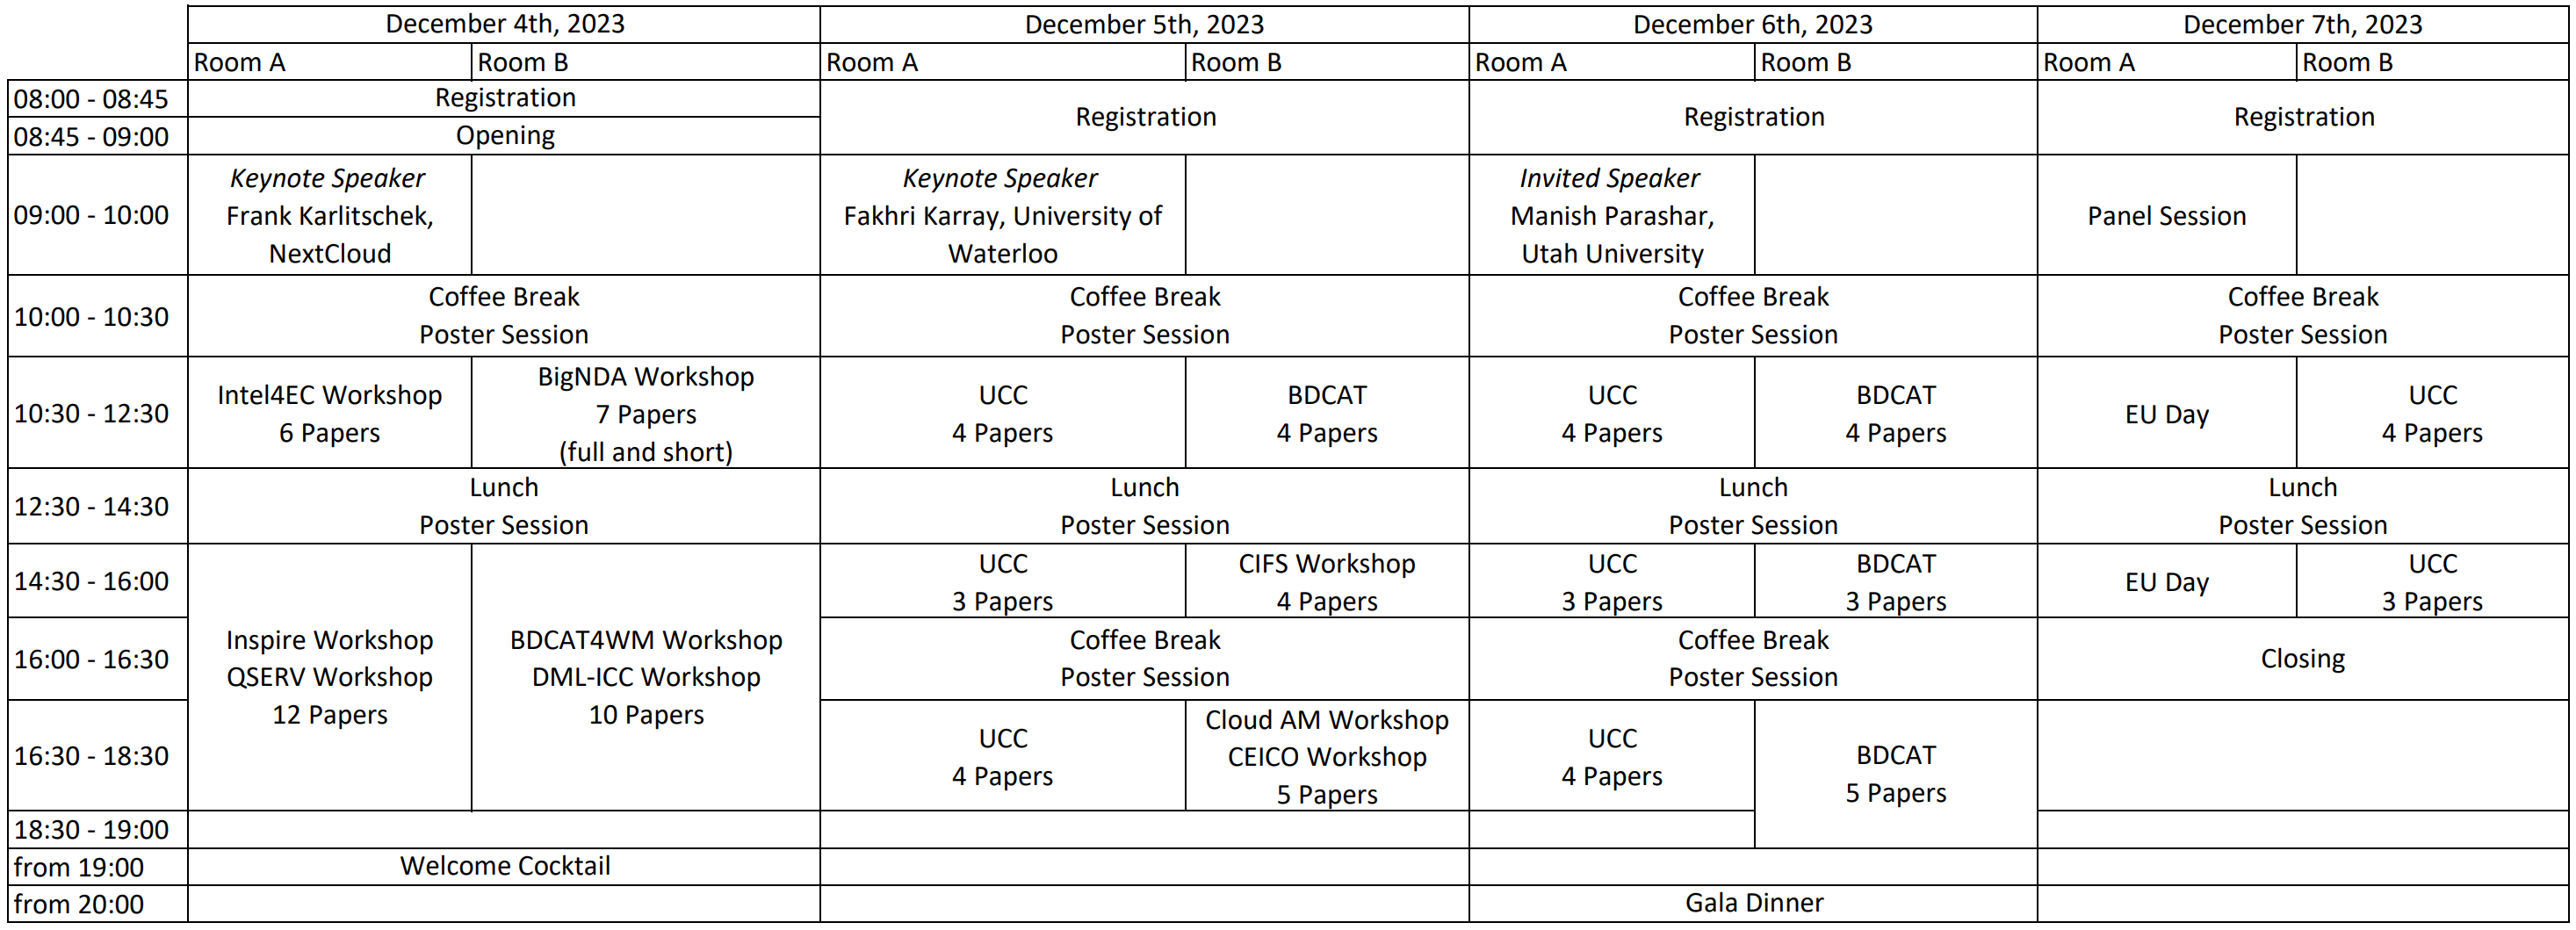 December 4th, 2023
December 5th, 2023
December 6th, 2023
December 7th, 2023
Room A
Room B
Room A
Room B
Room A
Room B
Room A
Room B
08:00 - 08:45
Registration
Registration
Registration
Registration
08:45 - 09:00
Opening
09:00 - 10:00
Keynote Speaker
Frank Karlitschek,
NextCloud
Keynote Speaker
Fakhri Karray, University of
Waterloo
Invited Speaker
Manish Parashar,
Utah University
Panel Session
10:00 - 10:30
Coffee Break
Poster Session
Coffee Break
Poster Session
Coffee Break
Poster Session
Coffee Break
Poster Session
10:30 - 12:30
Intel4EC Workshop
6 Papers
BigNDA Workshop
7 Papers
(full and short)
UCC
4 Papers
BDCAT
4 Papers
UCC
4 Papers
BDCAT
4 Papers
EU Day
UCC
4 Papers
12:30 - 14:30
Lunch
Poster Session
Lunch
Poster Session
Lunch
Poster Session
Lunch
Poster Session
14:30 - 16:00
Inspire Workshop
QSERV Workshop
12 Papers
BDCAT4WM Workshop
DML-ICC Workshop
10 Papers
UCC
3 Papers
CIFS Workshop
4 Papers
UCC
3 Papers
BDCAT
3 Papers
EU Day
UCC
3 Papers
16:00 - 16:30
Coffee Break
Poster Session
Coffee Break
Poster Session
Closing
16:30 - 18:30
UCC
4 Papers
Cloud AM Workshop
CEICO Workshop
5 Papers
UCC
4 Papers
BDCAT
5 Papers
18:30 - 19:00
from 19:00
Welcome Cocktail
from 20:00
Gala Dinner